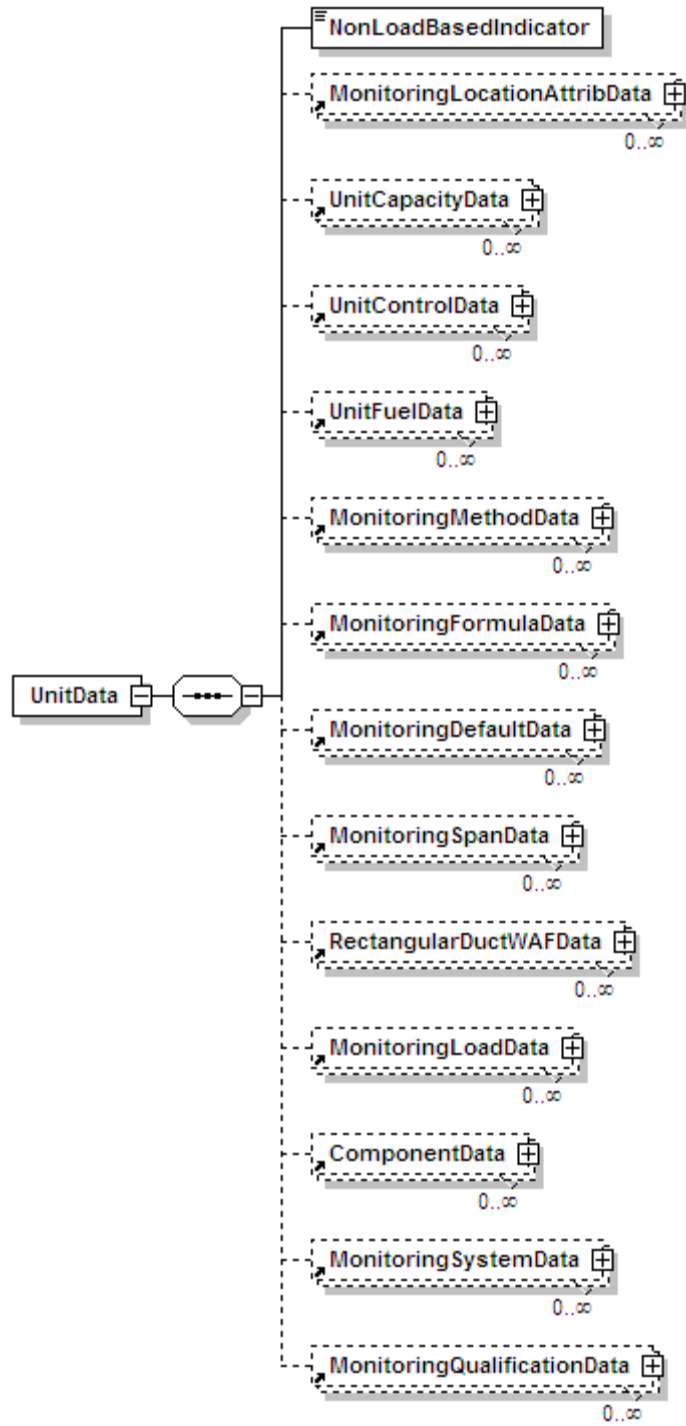 NonLoadBasedIndicator
MonitoringLocationAttribData
0..∞
UnitCapacityData
0..∞
UnitControlData
0..∞
UnitFuelData
0..∞
MonitoringMethodData
0..∞
MonitoringFormulaData
0..∞
UnitData
MonitoringDefaultData
0..∞
MonitoringSpanData
0..∞
RectangularDuctWAFData
0..∞
MonitoringLoadData
0..∞
ComponentData
0..∞
MonitoringSystemData
0..∞
MonitoringQualificationData
0..∞